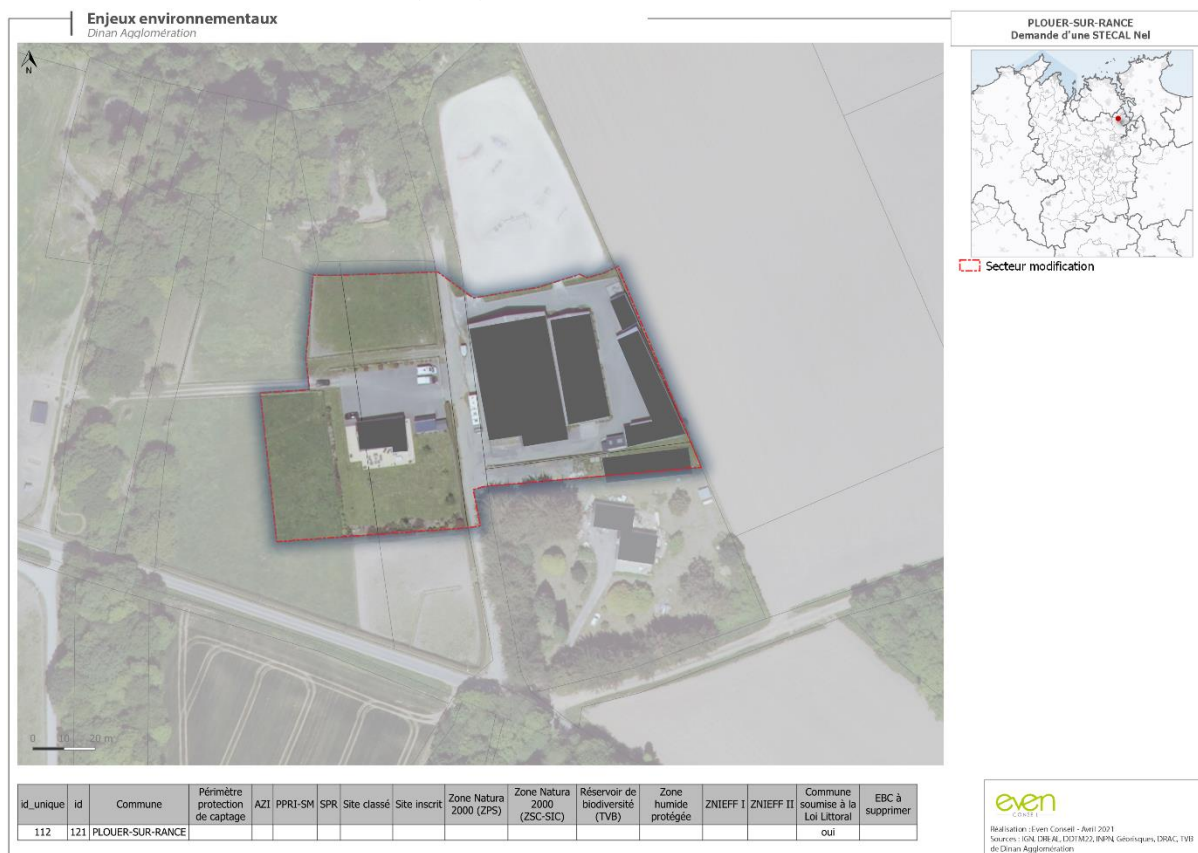 Enjeux environnementaux
Dinan Agglomération
PLOUER-SUR-RANCE
Demande d'une STECAL Nel
N
Secteur modification
0 10 20 m
id_unique id Commune Périmètre protection de captage AZI PPRI-SM SPR Site classé Site inscrit Zone Natura 2000 (ZPS) Zone Natura 2000 (ZSC-SIC) Réservoir de biodiversité (TVB) Zone humide protégée ZNIEFF I ZNIEFF II Commune soumise à la Loi Littoral EBC à supprimer
112 121 PLOUER-SUR-RANCE oui
even
CONSEIL
Réalisation : Even Conseil - Avril 2021
Sources : IGN, DREAL, DDTM22, INPN, Géorisques, DRAC, TVB
de Dinan Agglomération